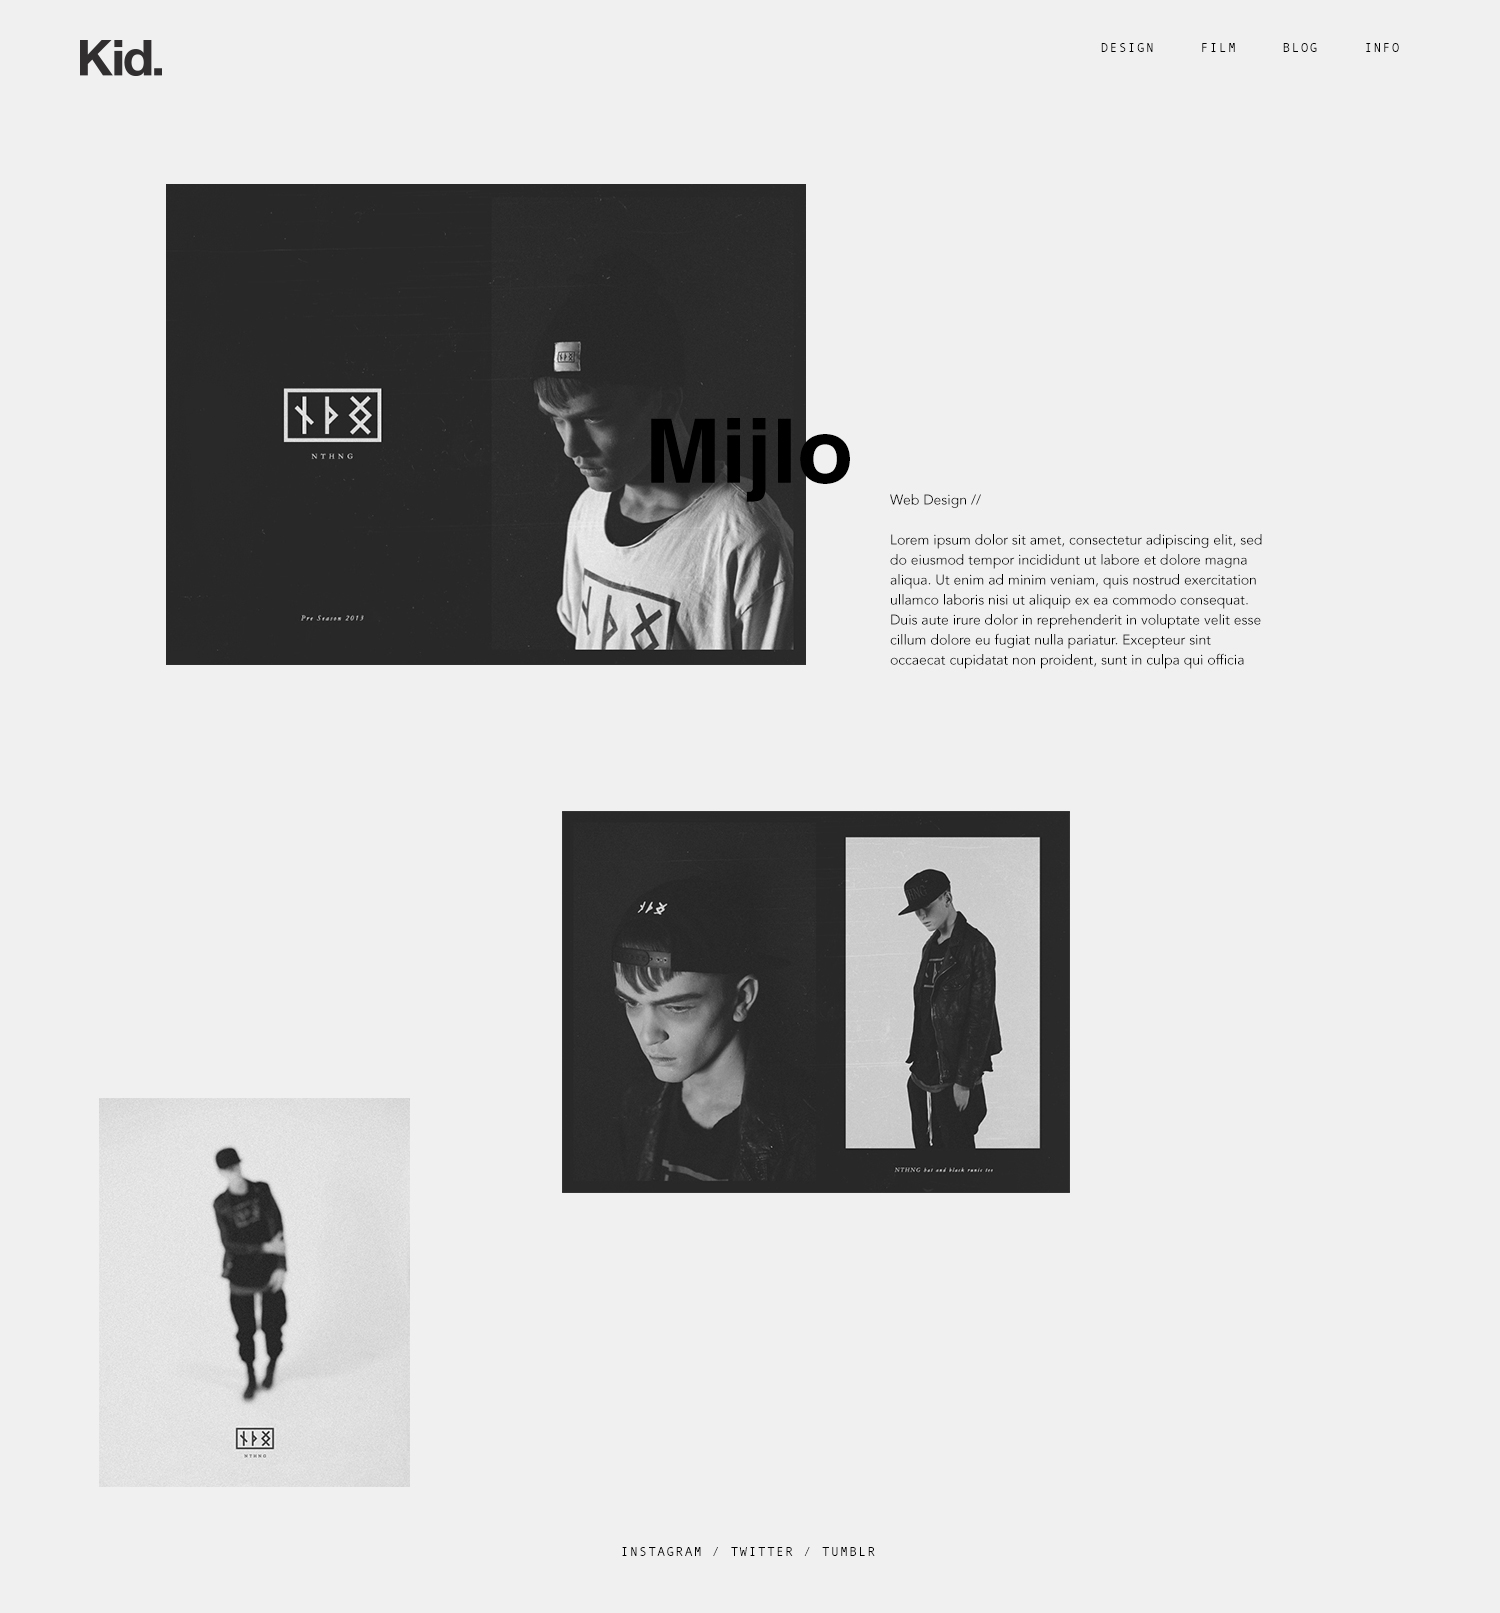 Kid.
DESIGN FILM BLOG INFO
NTHNG
Pre Season 2013
Mijlo
Web Design //
Lorem ipsum dolor sit amet, consectetur adipiscing elit, sed
do eiusmod tempor incididunt ut labore et dolore magna
aliqua. Ut enim ad minim veniam, quis nostrud exercitation
ullamco laboris nisi ut aliquip ex ea commodo consequat.
Duis aute irure dolor in reprehenderit in voluptate velit esse
cillum dolore eu fugiat nulla pariatur. Excepteur sint
occaecat cupidatat non proident, sunt in culpa qui officia
NTHNG hat and black runic tee
NTHNG
INSTAGRAM / TWITTER / TUMBLR